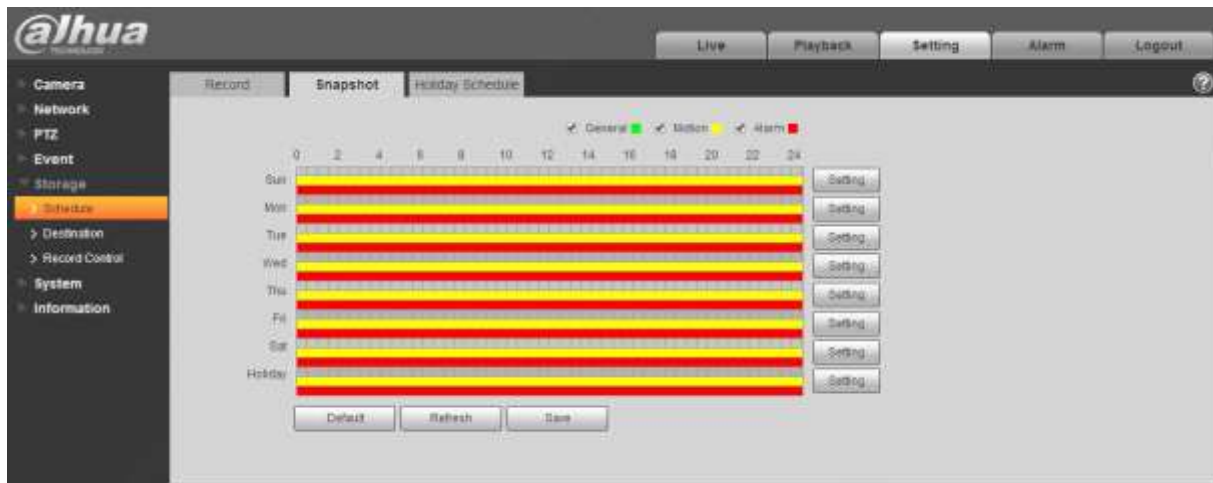 alhua
TECHNOLOGY
Live Playback Setting Alarm Logout
Camera
Network
PTZ
Event
Storage
Schedule
Destination
Record Control
System
Information
Record Snapshot Holiday Schedule
General Motion Alarm
0 2 4 6 8 10 12 14 16 18 20 22 24
Sun Setting
Mon Setting
Tue Setting
Wed Setting
Thu Setting
Fri Setting
Sat Setting
Holiday Setting
Default Refresh Save